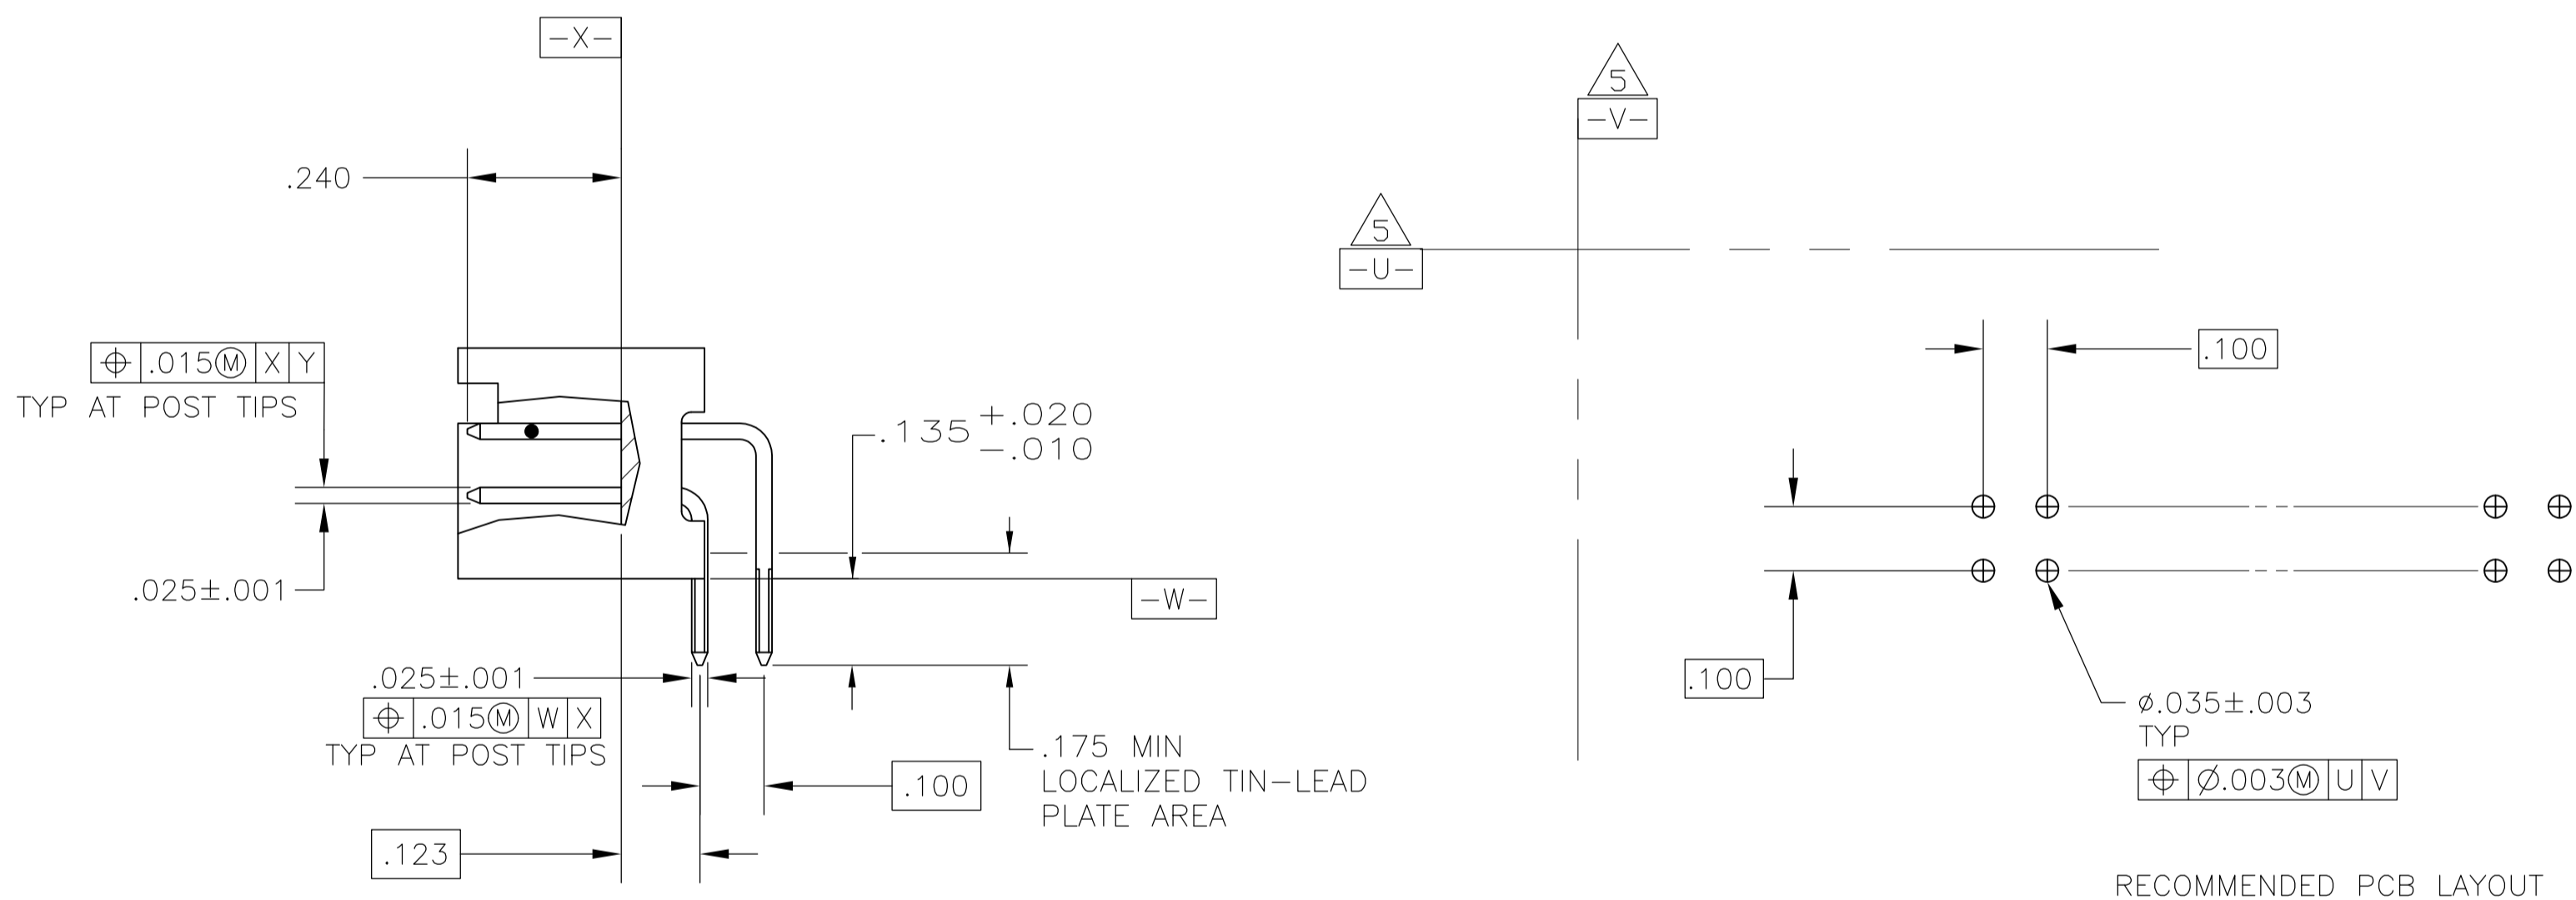 -X-
.240
⌖ .015Ⓜ X Y
TYP AT POST TIPS
.025±.001
.135 +.020
-.010
-W-
.025±.001
⌖ .015Ⓜ W X
TYP AT POST TIPS
.175 MIN
LOCALIZED TIN-LEAD
PLATE AREA
.100
.123
5
-V-
5
-U-
.100
.100
ø.035±.003
TYP
⌖ Ø.003Ⓜ U V
RECOMMENDED PCB LAYOUT